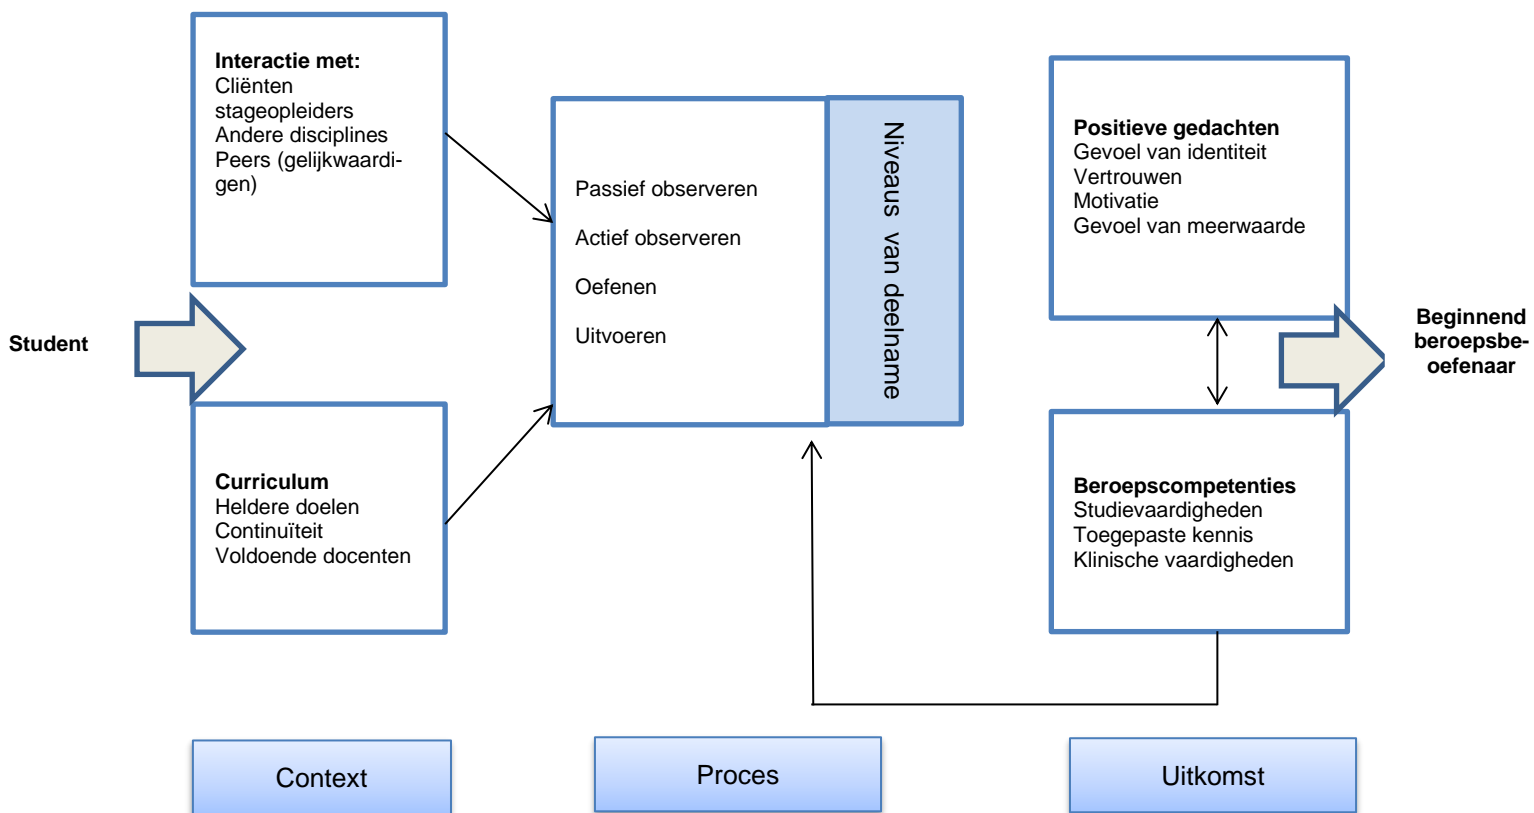 Interactie met:
Cliënten
stageopleiders
Andere disciplines
Peers (gelijkwaardi-
gen)
Student
Curriculum
Heldere doelen
Continuïteit
Voldoende docenten
Passief observeren
Actief observeren
Oefenen
Uitvoeren
Niveaus van deelname
Positieve gedachten
Gevoel van identiteit
Vertrouwen
Motivatie
Gevoel van meerwaarde
Beroepscompetenties
Studievaardigheden
Toegepaste kennis
Klinische vaardigheden
Beginnend
beroepsbe-
oefenaar
Context
Proces
Uitkomst